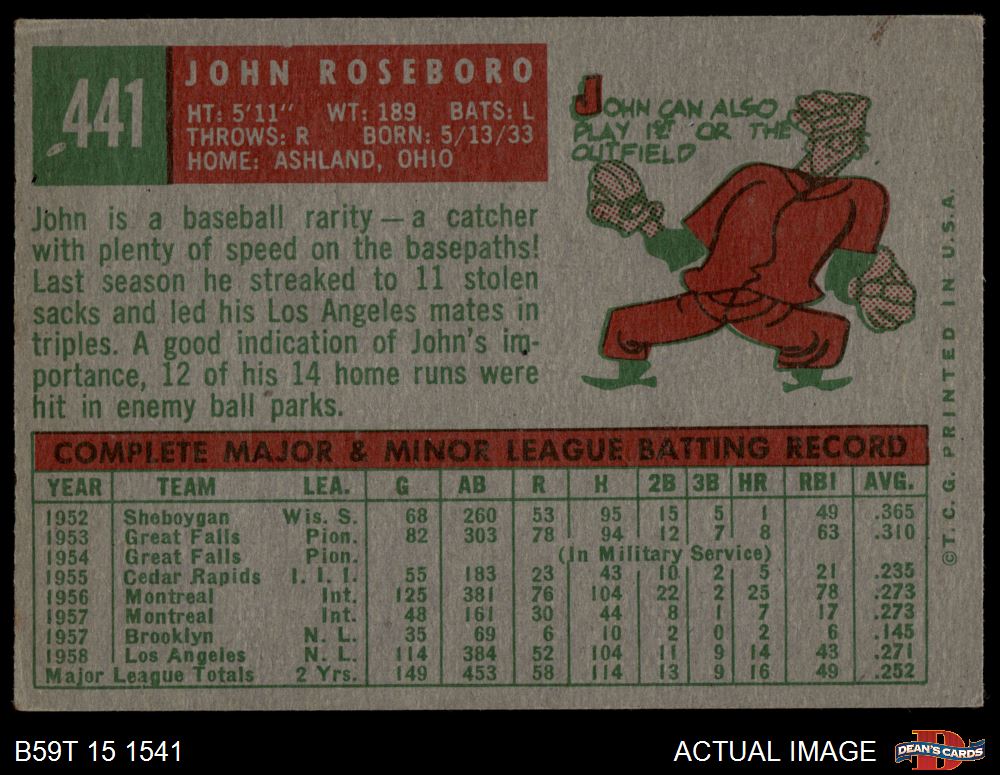 .441
JOHN ROSEBORO
HT: 5'11" WT: 189 BATS: L
THROWS: R BORN: 5/13/33
HOME: ASHLAND, OHIO
John is a baseball rarity — a catcher
with plenty of speed on the basepaths!
Last season he streaked to 11 stolen
sacks and led his Los Angeles mates in
triples. A good indication of John's im-
portance, 12 of his 14 home runs were
hit in enemy ball parks.
JOHN CAN ALSO
PLAY 1ST OR THE
OUTFIELD
COMPLETE MAJOR & MINOR LEAGUE BATTING RECORD
YEAR TEAM LEA. G AB R H 2B 3B HR RBI AVG.
1952 Sheboygan Wis. S. 68 260 53 95 15 5 1 49 .365
1953 Great Falls Pion. 82 303 78 94 12 7 8 63 .310
1954 Great Falls Pion. (In Military Service)
1955 Cedar Rapids I. I. I. 55 183 23 43 10 2 5 21 .235
1956 Montreal Int. 125 381 76 104 22 2 25 78 .273
1957 Montreal Int. 48 161 30 44 8 1 7 17 .273
1957 Brooklyn N. L. 35 69 6 10 2 0 2 6 .145
1958 Los Angeles N. L. 114 384 52 104 11 9 14 43 .271
Major League Totals 2 Yrs. 149 453 58 114 13 9 16 49 .252
©T. C. G. PRINTED IN U. S. A.
B59T 15 1541
ACTUAL IMAGE
DEAN'S CARDS